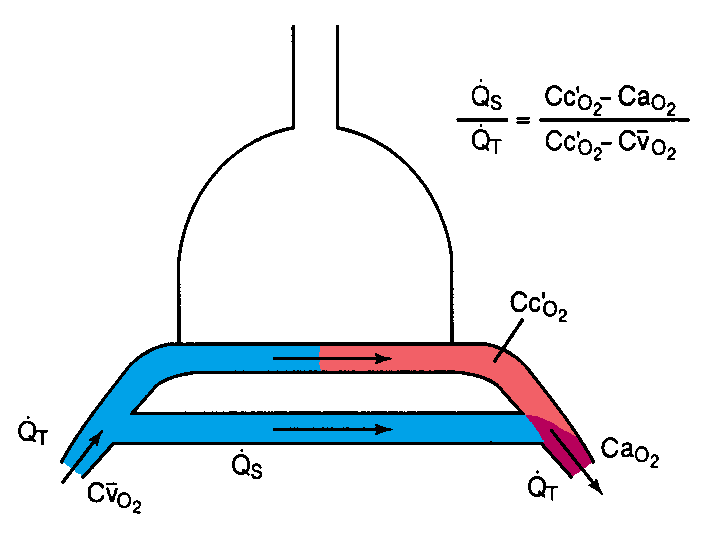 Q̇S / Q̇T = Cc'O₂ – CaO₂ / Cc'O₂ – Cv̄O₂
Cc'O₂
Q̇T
Cv̄O₂
Q̇S
CaO₂
Q̇T